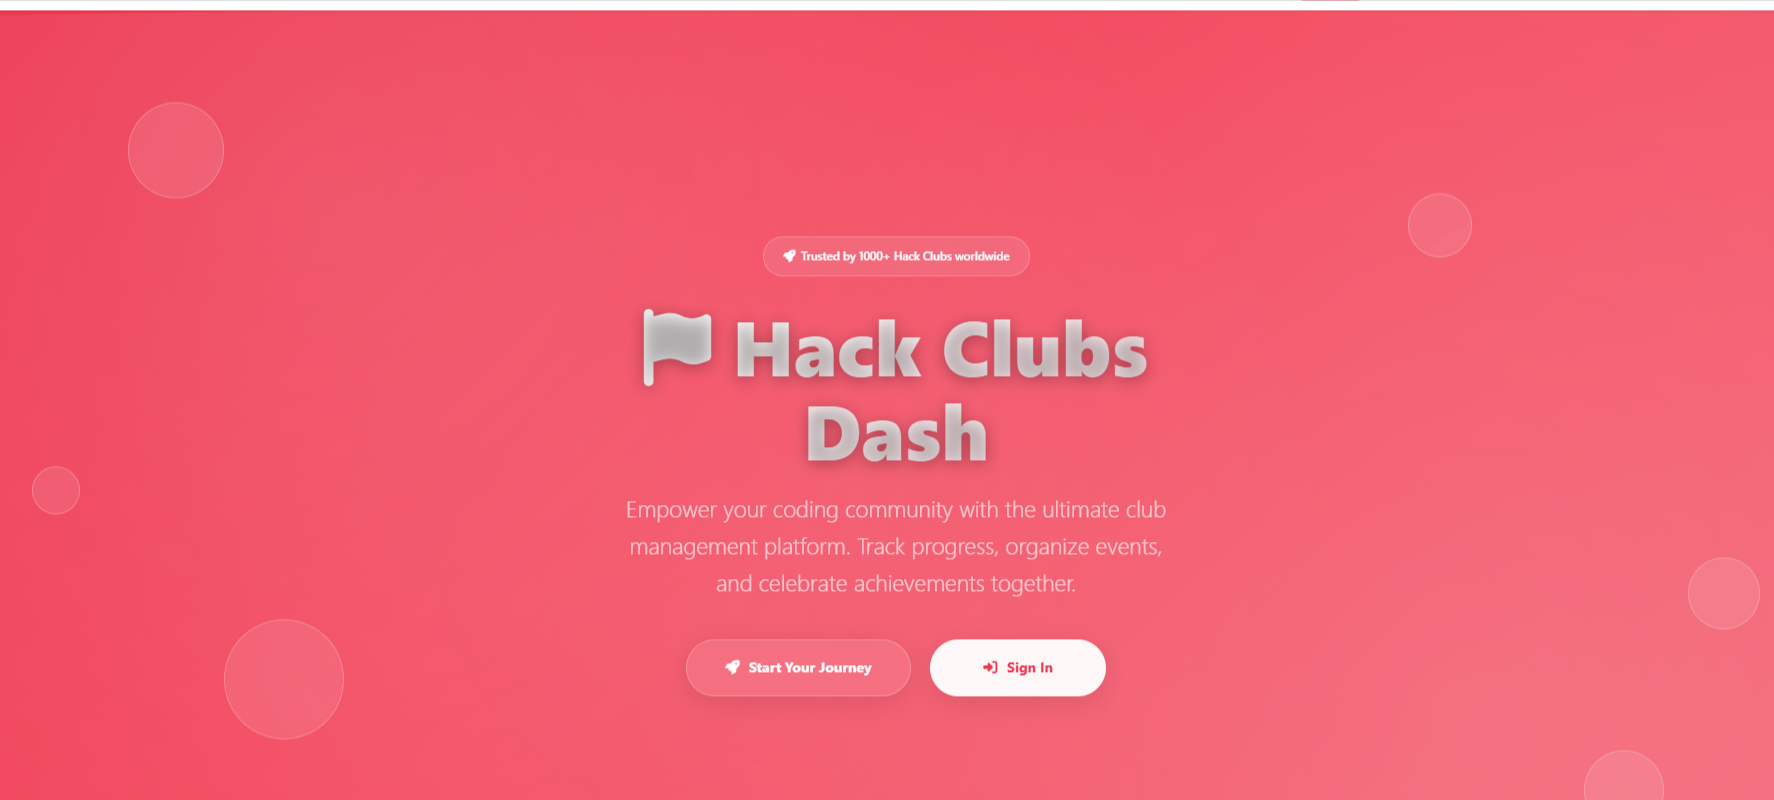 Trusted by 1000+ Hack Clubs worldwide
Hack Clubs
Dash
Empower your coding community with the ultimate club
management platform. Track progress, organize events,
and celebrate achievements together.
Start Your Journey
Sign In